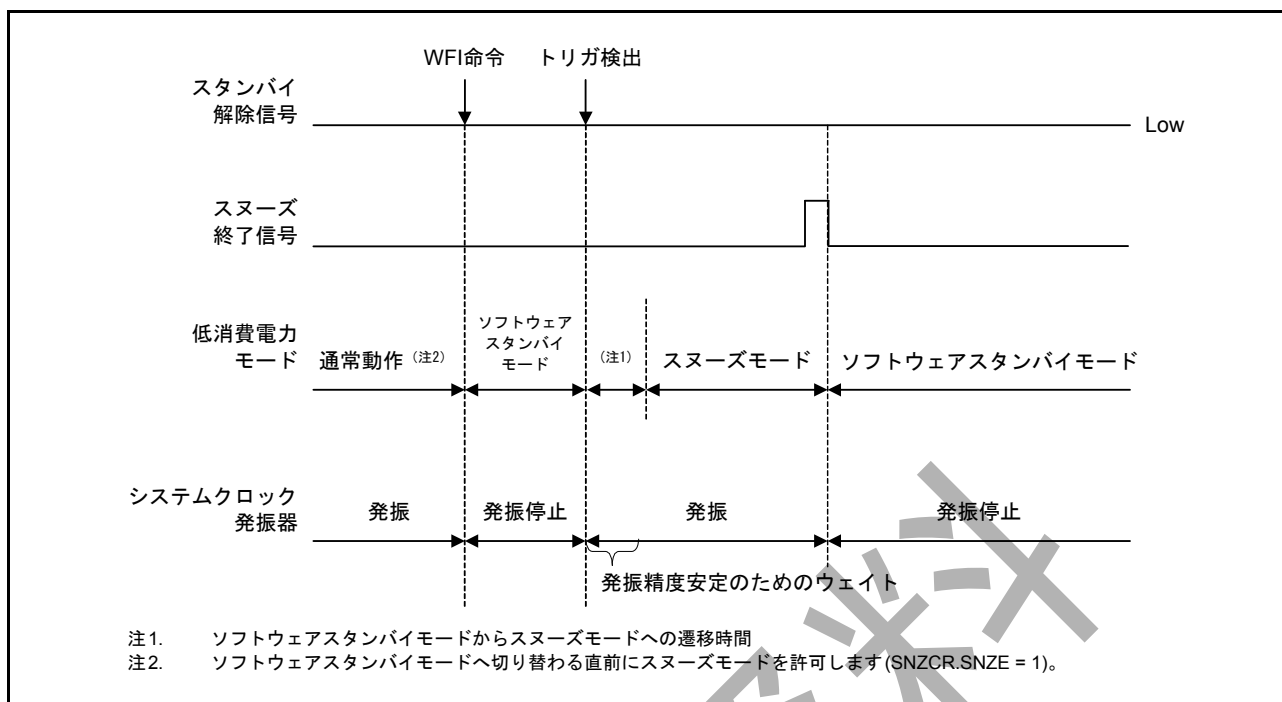 WFI命令 トリガ検出
スタンバイ
解除信号
Low
スヌーズ
終了信号
低消費電力
モード
通常動作 (注2)
ソフトウェア
スタンバイ
モード
(注1)
スヌーズモード
ソフトウェアスタンバイモード
システムクロック
発振器
発振
発振停止
発振
発振停止
発振精度安定のためのウェイト
注1. ソフトウェアスタンバイモードからスヌーズモードへの遷移時間
注2. ソフトウェアスタンバイモードへ切り替わる直前にスヌーズモードを許可します(SNZCR.SNZE = 1)。